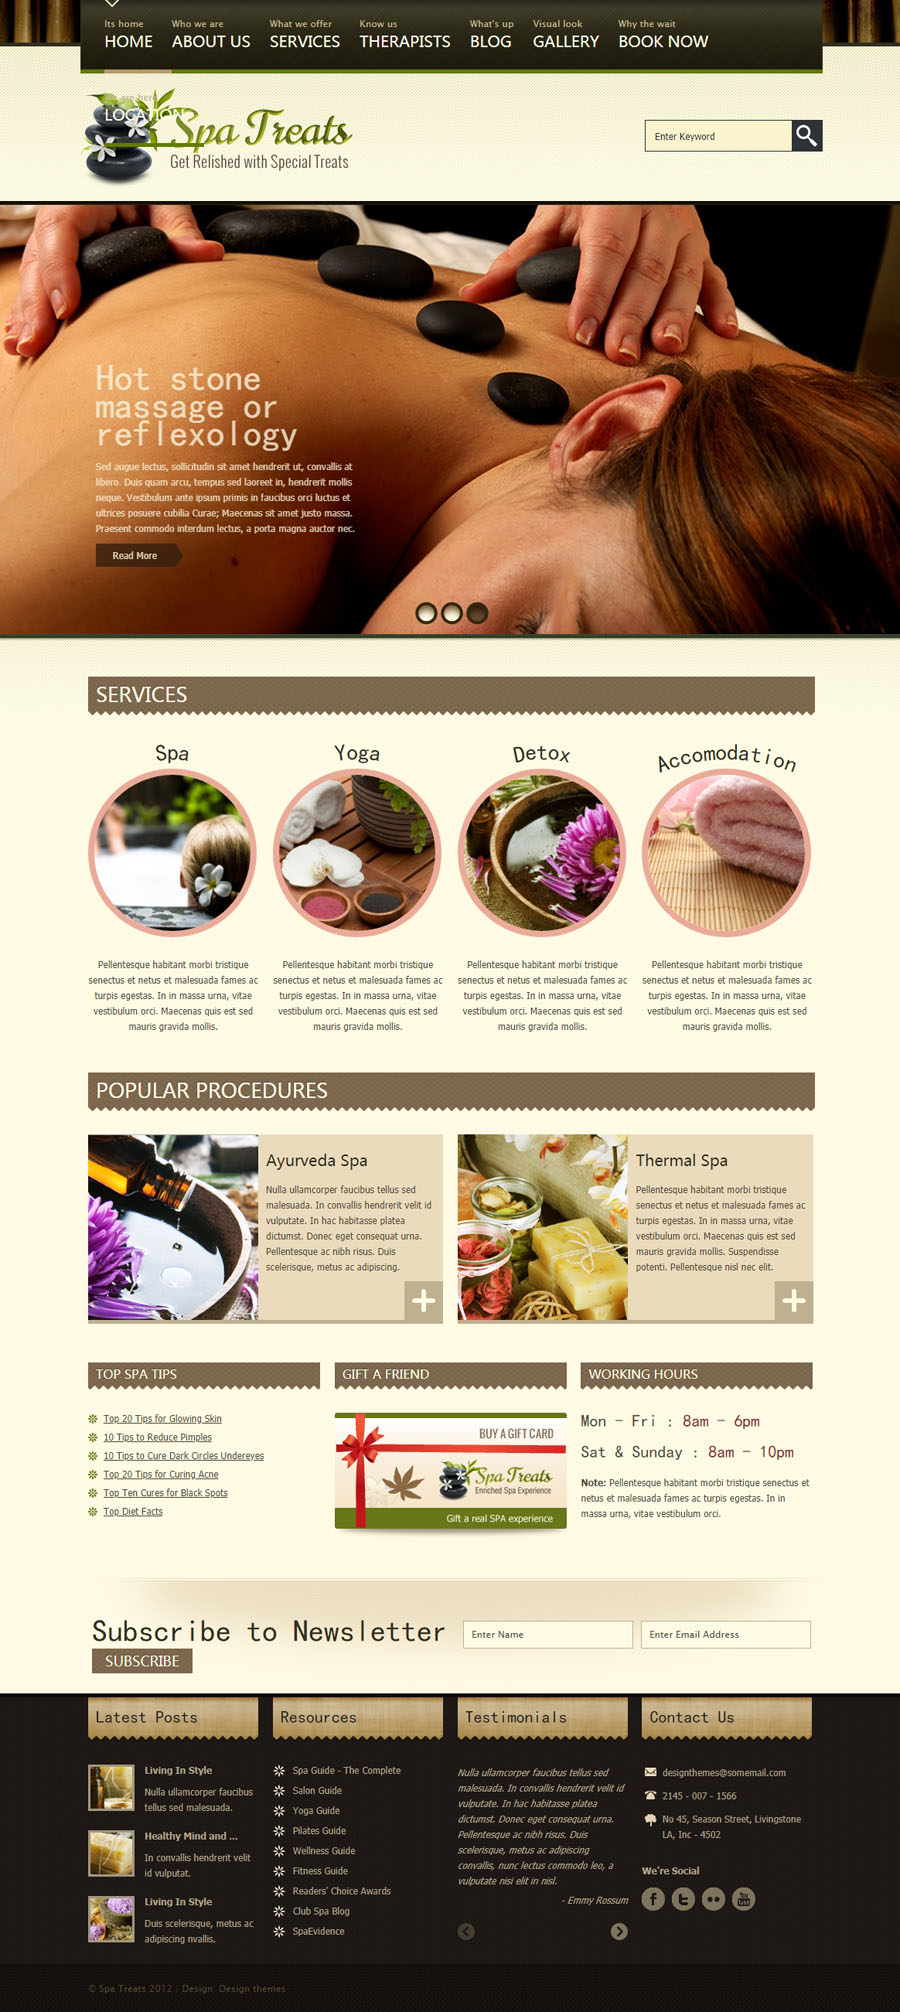 Its home
HOME
Who we are
ABOUT US
What we offer
SERVICES
Know us
THERAPISTS
What's up
BLOG
Visual look
GALLERY
Why the wait
BOOK NOW
are here
LOCATION
Spa Treats
Get Relished with Special Treats
Enter Keyword
Hot stone
massage or
reflexology
Sed augue lectus, sollicitudin sit amet hendrerit ut, convallis at
libero. Duis quam arcu, tempus sed laoreet in, hendrerit mollis
neque. Vestibulum ante ipsum primis in faucibus orci luctus et
ultrices posuere cubilia Curae; Maecenas sit amet justo massa.
Praesent commodo interdum lectus, a porta magna auctor nec.
Read More
SERVICES
Spa
Pellentesque habitant morbi tristique
senectus et netus et malesuada fames ac
turpis egestas. In in massa urna, vitae
vestibulum orci. Maecenas quis est sed
mauris gravida mollis.
Yoga
Pellentesque habitant morbi tristique
senectus et netus et malesuada fames ac
turpis egestas. In in massa urna, vitae
vestibulum orci. Maecenas quis est sed
mauris gravida mollis.
Detox
Pellentesque habitant morbi tristique
senectus et netus et malesuada fames ac
turpis egestas. In in massa urna, vitae
vestibulum orci. Maecenas quis est sed
mauris gravida mollis.
Accomodation
Pellentesque habitant morbi tristique
senectus et netus et malesuada fames ac
turpis egestas. In in massa urna, vitae
vestibulum orci. Maecenas quis est sed
mauris gravida mollis.
POPULAR PROCEDURES
Ayurveda Spa
Nulla ullamcorper faucibus tellus sed
malesuada. In convallis hendrerit velit id
vulputate. In hac habitasse platea
dictumst. Donec eget consequat urna.
Pellentesque ac nibh risus. Duis
scelerisque, metus ac adipiscing.
Thermal Spa
Pellentesque habitant morbi tristique
senectus et netus et malesuada fames ac
turpis egestas. In in massa urna, vitae
vestibulum orci. Maecenas quis est sed
mauris gravida mollis. Suspendisse
potenti. Pellentesque nisl nec elit.
TOP SPA TIPS
Top 20 Tips for Glowing Skin
10 Tips to Reduce Pimples
10 Tips to Cure Dark Circles Undereyes
Top 20 Tips for Curing Acne
Top Ten Cures for Black Spots
Top Diet Facts
GIFT A FRIEND
BUY A GIFT CARD
Spa Treats
Enriched Spa Experience
Gift a real SPA experience
WORKING HOURS
Mon - Fri : 8am - 6pm
Sat & Sunday : 8am - 10pm
Note: Pellentesque habitant morbi tristique senectus et
netus et malesuada fames ac turpis egestas. In in
massa urna, vitae vestibulum orci.
Subscribe to Newsletter
Enter Name
Enter Email Address
SUBSCRIBE
Latest Posts
Living In Style
Nulla ullamcorper faucibus
tellus sed malesuada.
Healthy Mind and ...
In convallis hendrerit velit
id vulputat.
Living In Style
Duis scelerisque, metus ac
adipiscing nvallis.
Resources
Spa Guide - The Complete
Salon Guide
Yoga Guide
Pilates Guide
Wellness Guide
Fitness Guide
Readers' Choice Awards
Club Spa Blog
SpaEvidence
Testimonials
Nulla ullamcorper faucibus tellus sed
malesuada. In convallis hendrerit velit id
vulputate. In hac habitasse platea
dictumst. Donec eget consequat urna.
Pellentesque ac nibh risus. Duis
scelerisque, metus ac adipiscing
convallis, nunc lectus commodo leo, a
vulputate nisi elit in nisl.
- Emmy Rossum
Contact Us
designthemes@somemail.com
2145 - 007 - 1566
No 45, Season Street, Livingstone
LA, Inc - 4502
We're Social
You
Tube
© Spa Treats 2012 | Design: Design themes